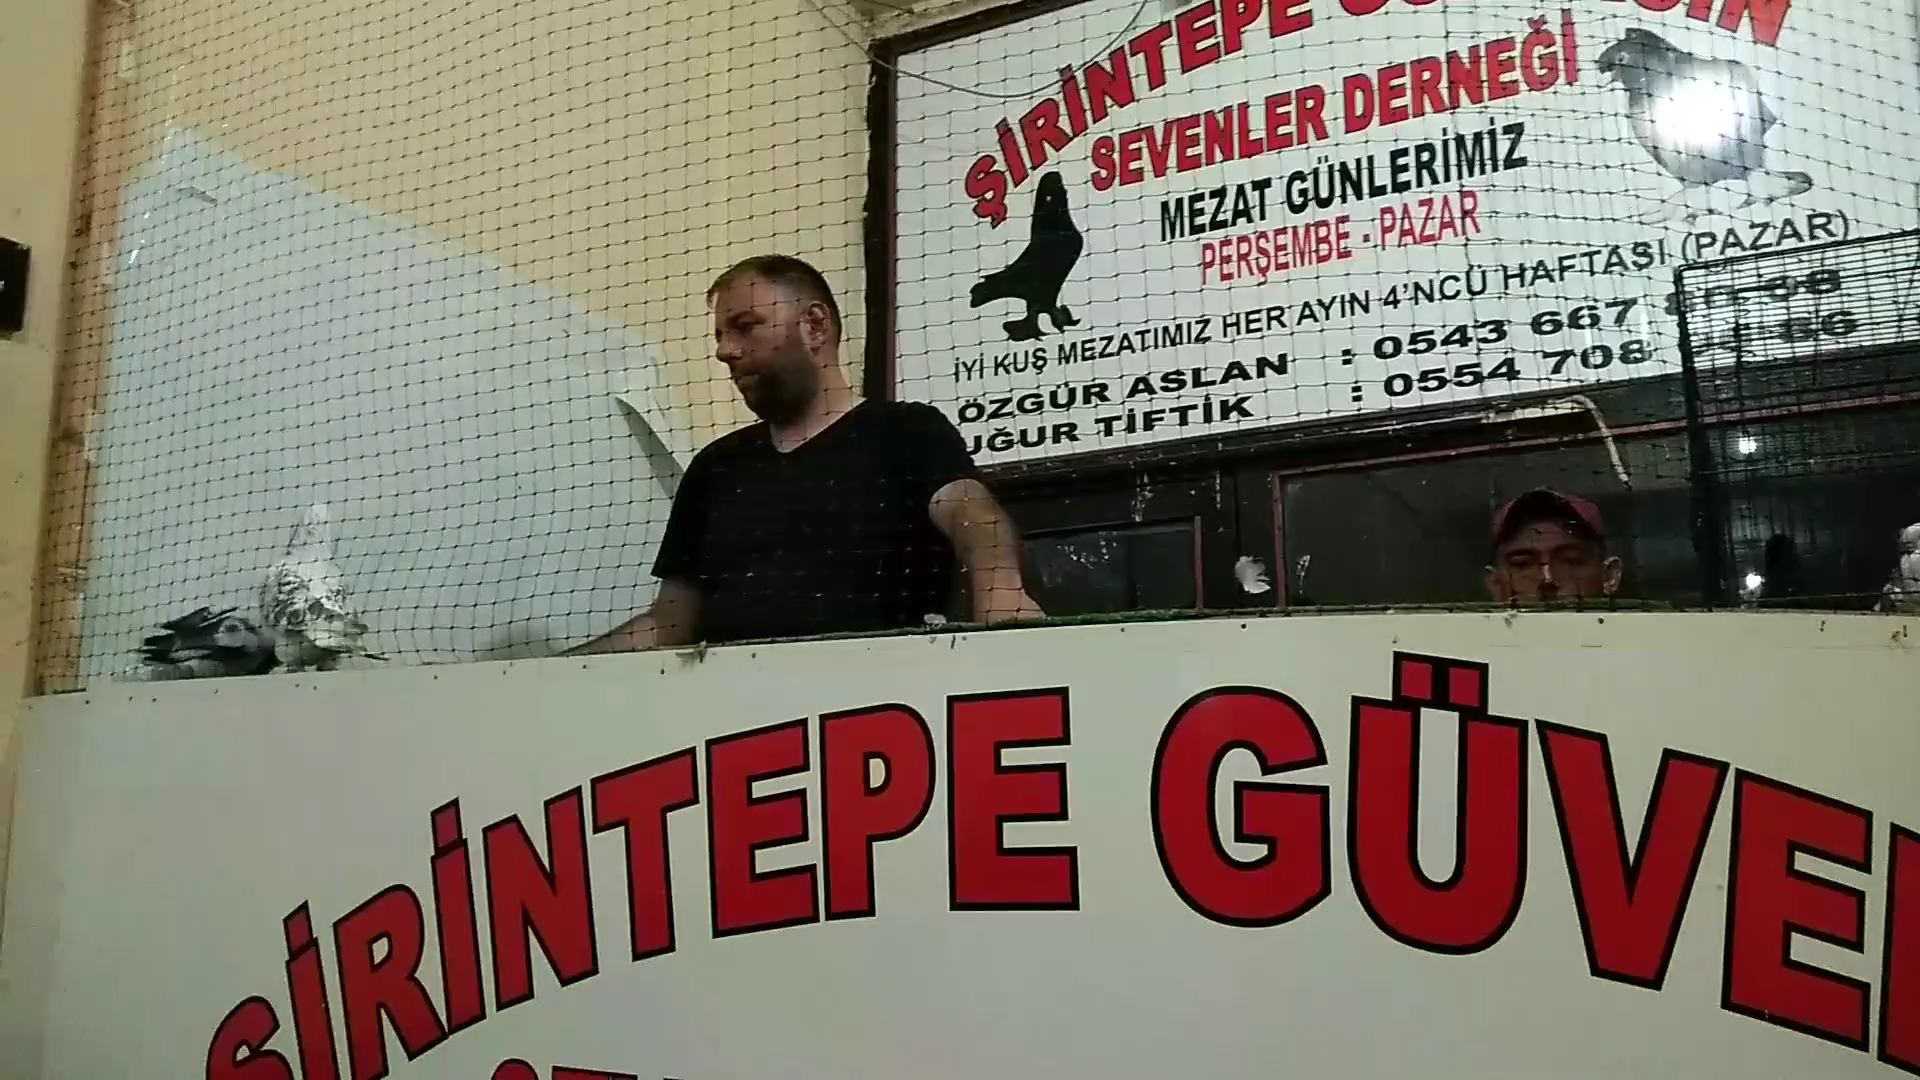 ŞİRİNTEPE
SEVENLER DERNEĞİ
MEZAT GÜNLERİMİZ
PERŞEMBE - PAZAR
İYİ KUŞ MEZATIMIZ HER AYIN 4'NCÜ HAFTASI (PAZAR)
ÖZGÜR ASLAN : 0543 667
UĞUR TİFTİK : 0554 708
ŞİRİNTEPE GÜVE